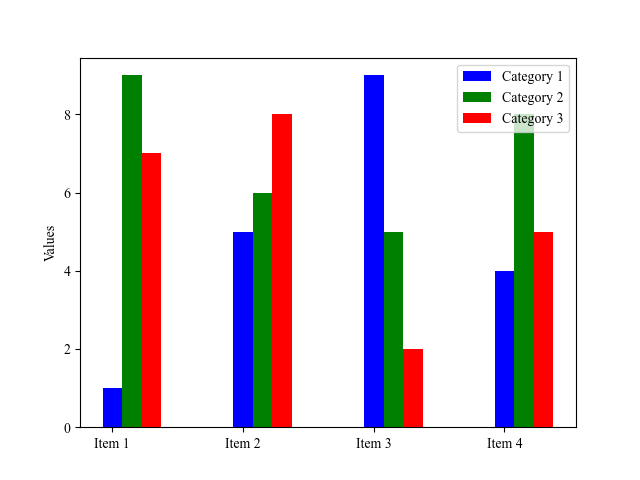 Category 1
Category 2
Category 3
Values
8
6
4
2
0
Item 1 Item 2 Item 3 Item 4